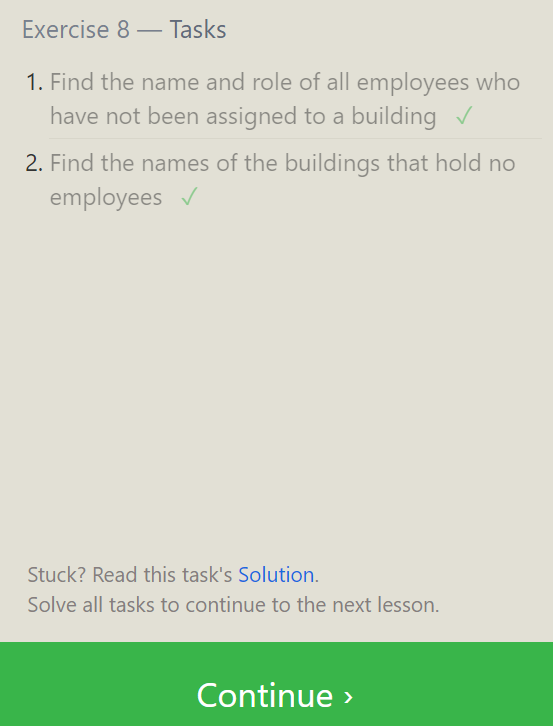 Exercise 8 — Tasks
1. Find the name and role of all employees who
have not been assigned to a building ✓
2. Find the names of the buildings that hold no
employees ✓
Stuck? Read this task's Solution.
Solve all tasks to continue to the next lesson.
Continue ›